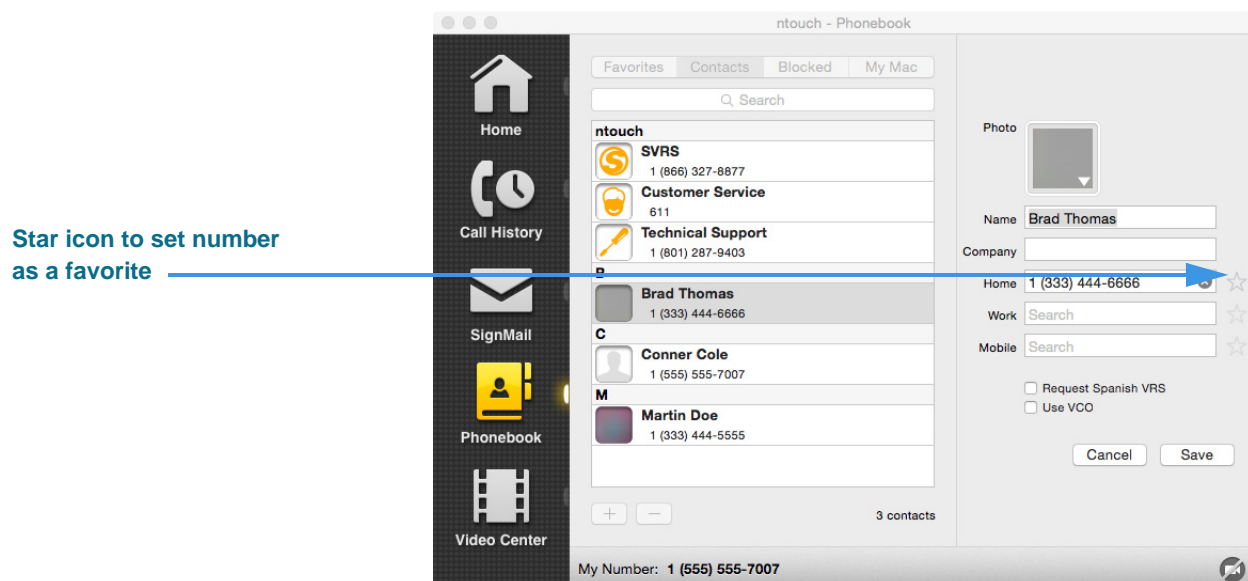 ntouch - Phonebook
Favorites Contacts Blocked My Mac
Search
Home
Call History
SignMail
Phonebook
Video Center
Star icon to set number
as a favorite
ntouch
SVRS
1 (866) 327-8877
Customer Service
611
Technical Support
1 (801) 287-9403
B
Brad Thomas
1 (333) 444-6666
C
Conner Cole
1 (555) 555-7007
M
Martin Doe
1 (333) 444-5555
3 contacts
Photo
Name Brad Thomas
Company
Home 1 (333) 444-6666
Work Search
Mobile Search
Request Spanish VRS
Use VCO
Cancel Save
My Number: 1 (555) 555-7007